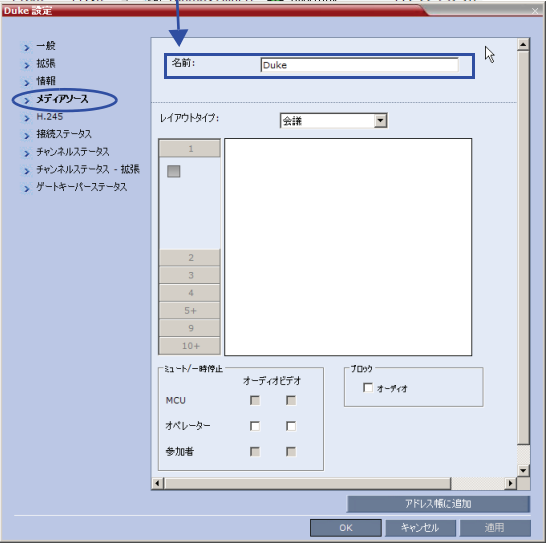 Duke 設定
一般
拡張
情報
メディアソース
H.245
接続ステータス
チャンネルステータス
チャンネルステータス - 拡張
ゲートキーパーステータス
名前: Duke
レイアウトタイプ: 会議
1
2
3
4
5+
9
10+
ミュート/一時停止
オーディオビデオ
MCU
オペレーター
参加者
ブロック
オーディオ
アドレス帳に追加
OK キャンセル 適用